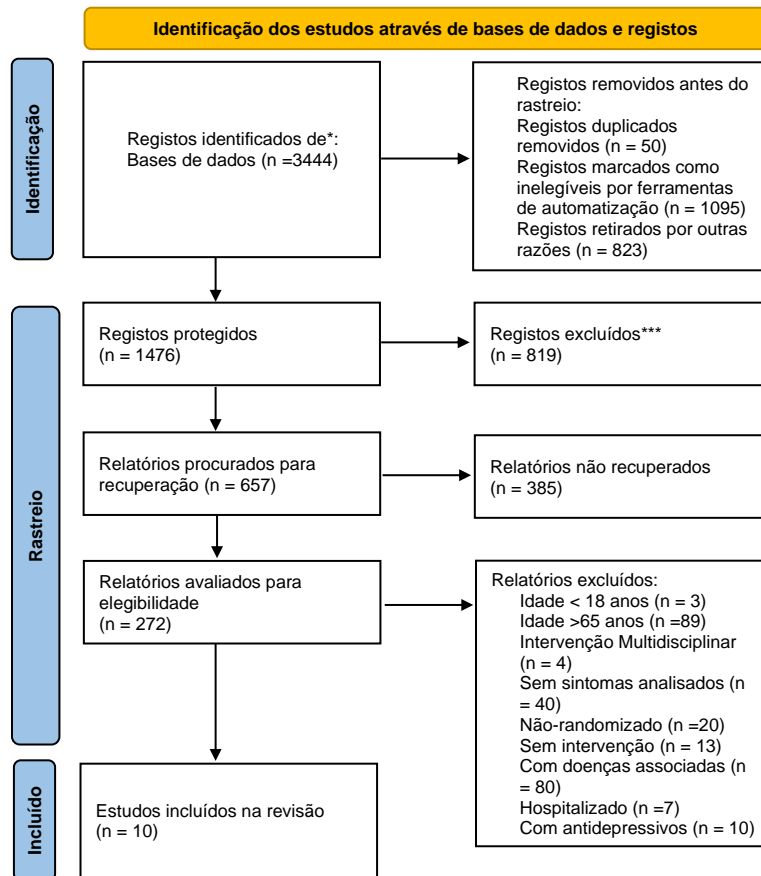 Identificação dos estudos através de bases de dados e registos
Identificação
Registos identificados de*:
Bases de dados (n =3444)
Registos removidos antes do
rastreio:
Registos duplicados
removidos (n = 50)
Registos marcados como
inelegíveis por ferramentas
de automatização (n = 1095)
Registos retirados por outras
razões (n = 823)
Rastreio
Registos protegidos
(n = 1476)
Registos excluídos***
(n = 819)
Relatórios procurados para
recuperação (n = 657)
Relatórios não recuperados
(n = 385)
Relatórios avaliados para
elegibilidade
(n = 272)
Relatórios excluídos:
Idade < 18 anos (n = 3)
Idade >65 anos (n =89)
Intervenção Multidisciplinar
(n = 4)
Sem sintomas analisados (n
= 40)
Não-randomizado (n =20)
Sem intervenção (n = 13)
Com doenças associadas (n
= 80)
Hospitalizado (n =7)
Com antidepressivos (n = 10)
Incluído
Estudos incluídos na revisão
(n = 10)